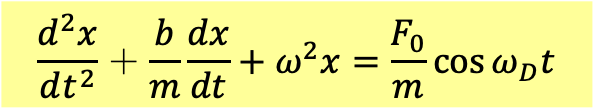 d²x/dt² + b/m dx/dt + ω²x = F₀/m cos ω_D t